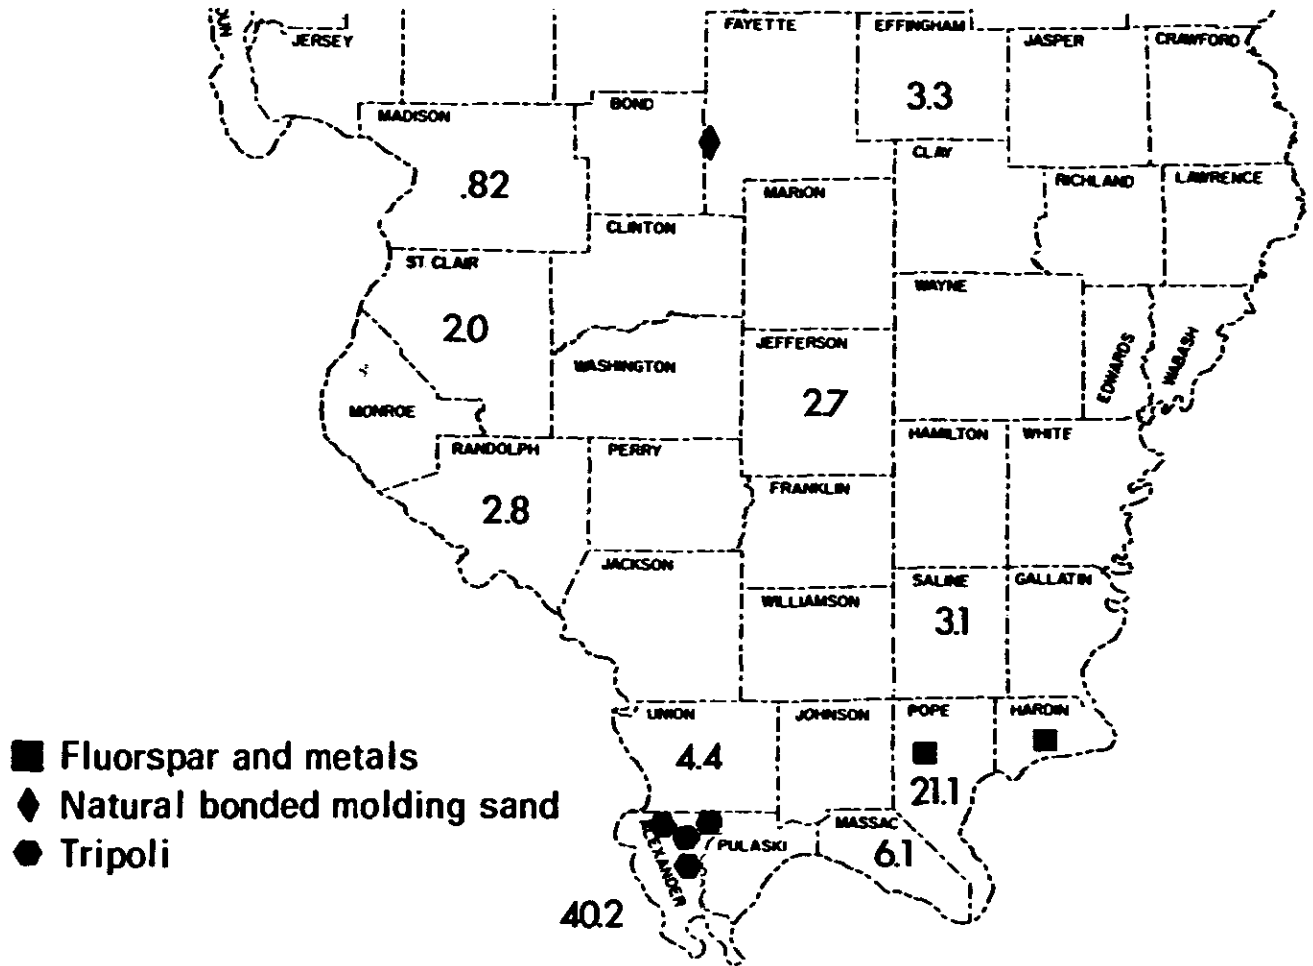 JERSEY
FAYETTE
EFFINGHAM
JASPER
CRAWFORD
3.3
MADISON
BOND
CLAY
.82
MARION
RICHLAND
LAWRENCE
CLINTON
ST. CLAIR
WAYNE
2.0
JEFFERSON
WASHINGTON
EDWARDS
WABASH
2.7
MONROE
RANDOLPH
PERRY
HAMILTON
WHITE
FRANKLIN
2.8
JACKSON
SALINE
GALLATIN
WILLIAMSON
3.1
UNION
JOHNSON
POPE
HARDIN
4.4
21.1
Fluorspar and metals
Natural bonded molding sand
Tripoli
ALEXANDER
PULASKI
MASSAC
6.1
40.2